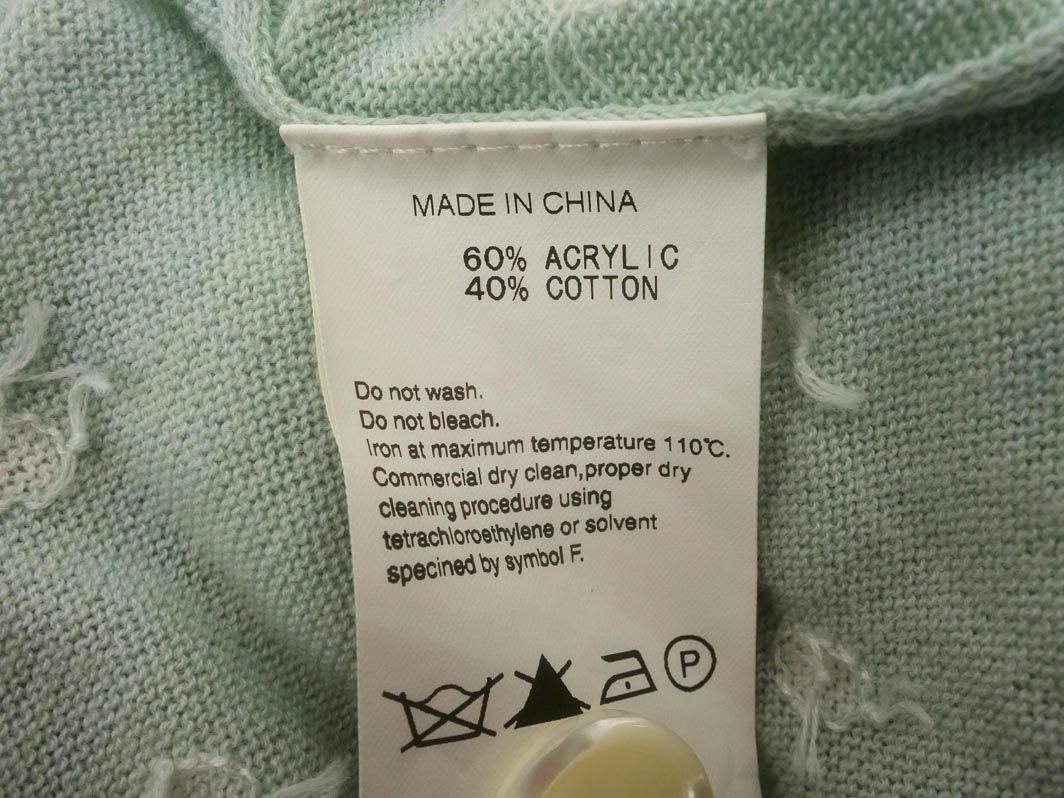 MADE IN CHINA
60% ACRYLIC
40% COTTON
Do not wash.
Do not bleach.
Iron at maximum temperature 110℃.
Commercial dry clean,proper dry
cleaning procedure using
tetrachloroethylene or solvent
specined by symbol F.
P